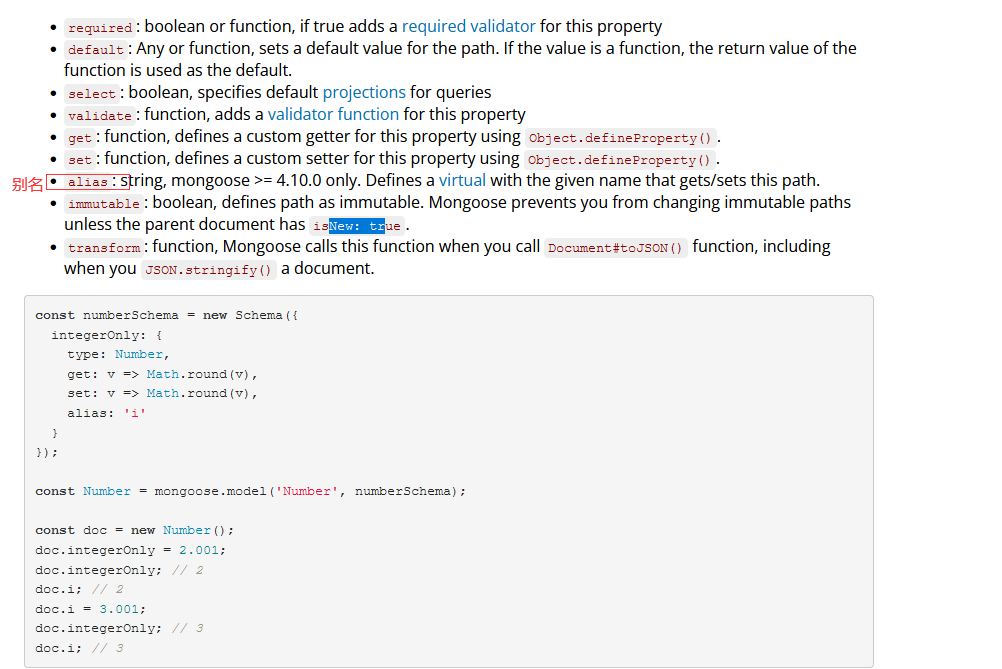 required: boolean or function, if true adds a required validator for this property
default: Any or function, sets a default value for the path. If the value is a function, the return value of the
function is used as the default.
select: boolean, specifies default projections for queries
validate: function, adds a validator function for this property
get: function, defines a custom getter for this property using Object.defineProperty().
set: function, defines a custom setter for this property using Object.defineProperty().
别名 alias: string, mongoose >= 4.10.0 only. Defines a virtual with the given name that gets/sets this path.
immutable: boolean, defines path as immutable. Mongoose prevents you from changing immutable paths
unless the parent document has isNew: true.
transform: function, Mongoose calls this function when you call Document#toJSON() function, including
when you JSON.stringify() a document.
const numberSchema = new Schema({
  integerOnly: {
    type: Number,
    get: v => Math.round(v),
    set: v => Math.round(v),
    alias: 'i'
  }
});
const Number = mongoose.model('Number', numberSchema);
const doc = new Number();
doc.integerOnly = 2.001;
doc.integerOnly; // 2
doc.i; // 2
doc.i = 3.001;
doc.integerOnly; // 3
doc.i; // 3